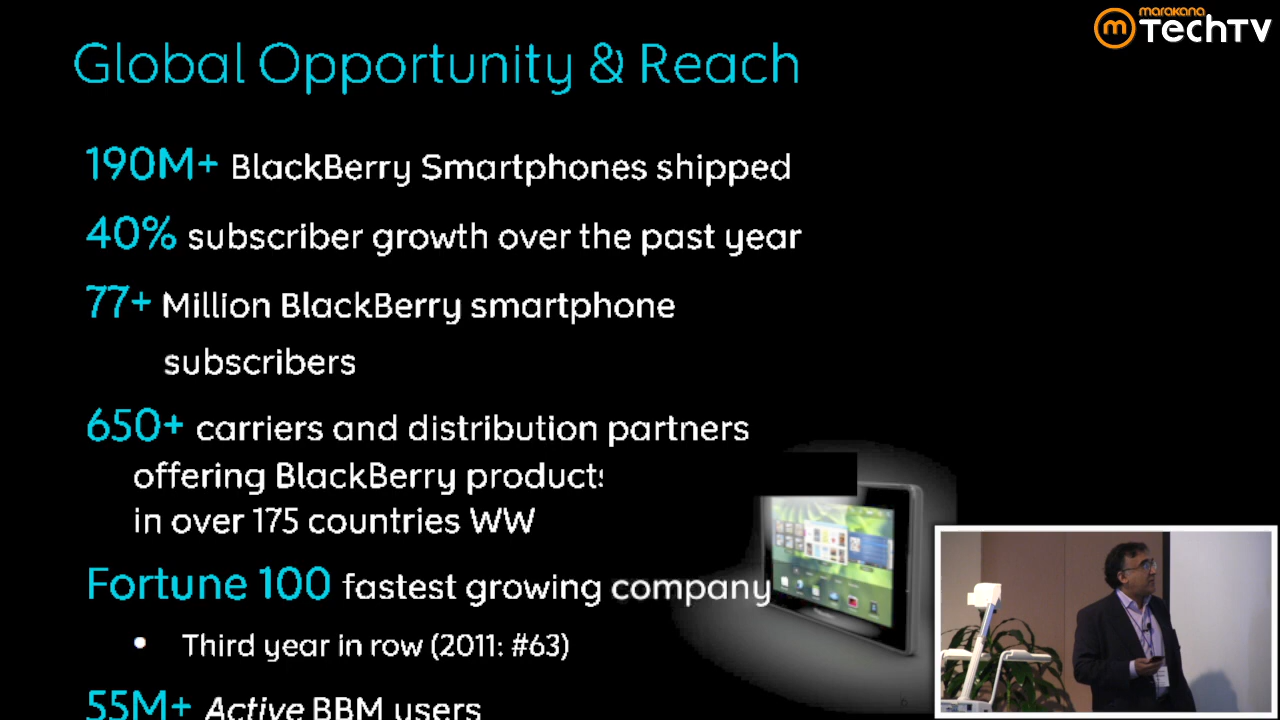 marakana
TechTV
Global Opportunity & Reach
190M+ BlackBerry Smartphones shipped
40% subscriber growth over the past year
77+ Million BlackBerry smartphone
subscribers
650+ carriers and distribution partners
offering BlackBerry products
in over 175 countries WW
Fortune 100 fastest growing company
• Third year in row (2011: #63)
55M+ Active BBM users